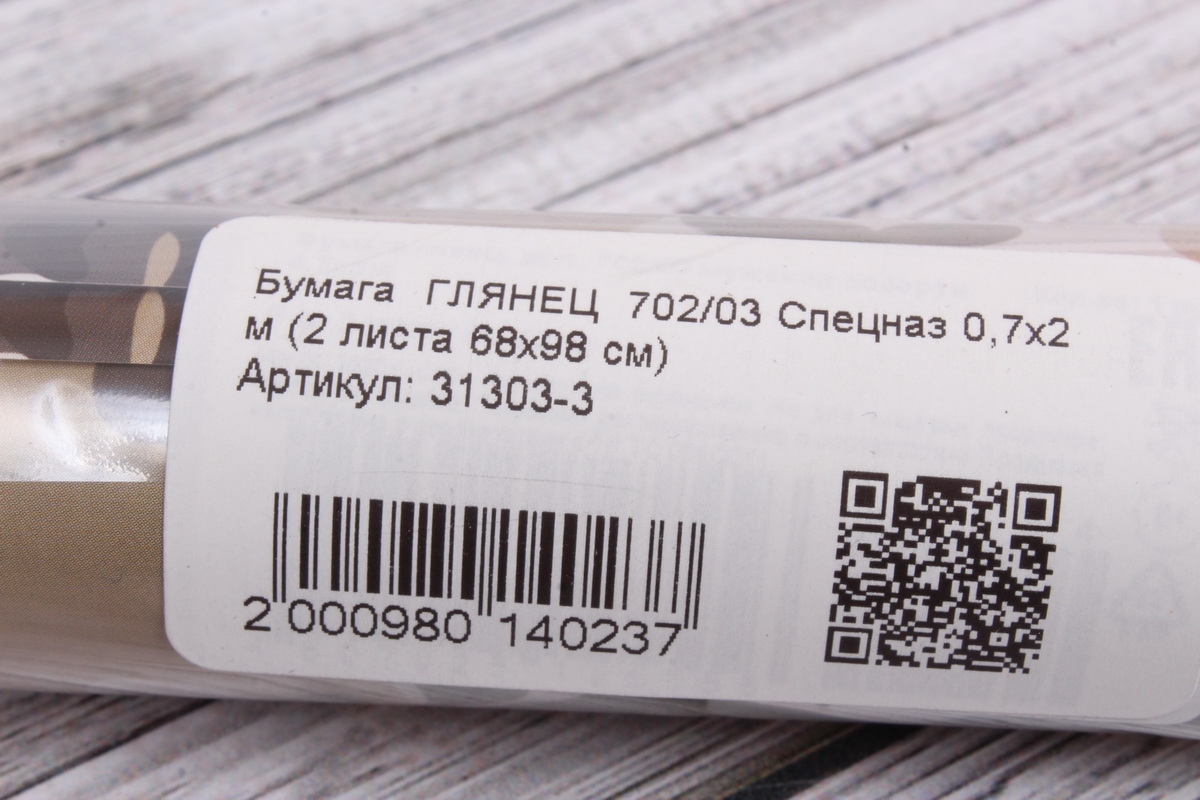 Бумага ГЛЯНЕЦ 702/03 Спецназ 0,7х2
м (2 листа 68х98 см)
Артикул: 31303-3
2 000980 140237